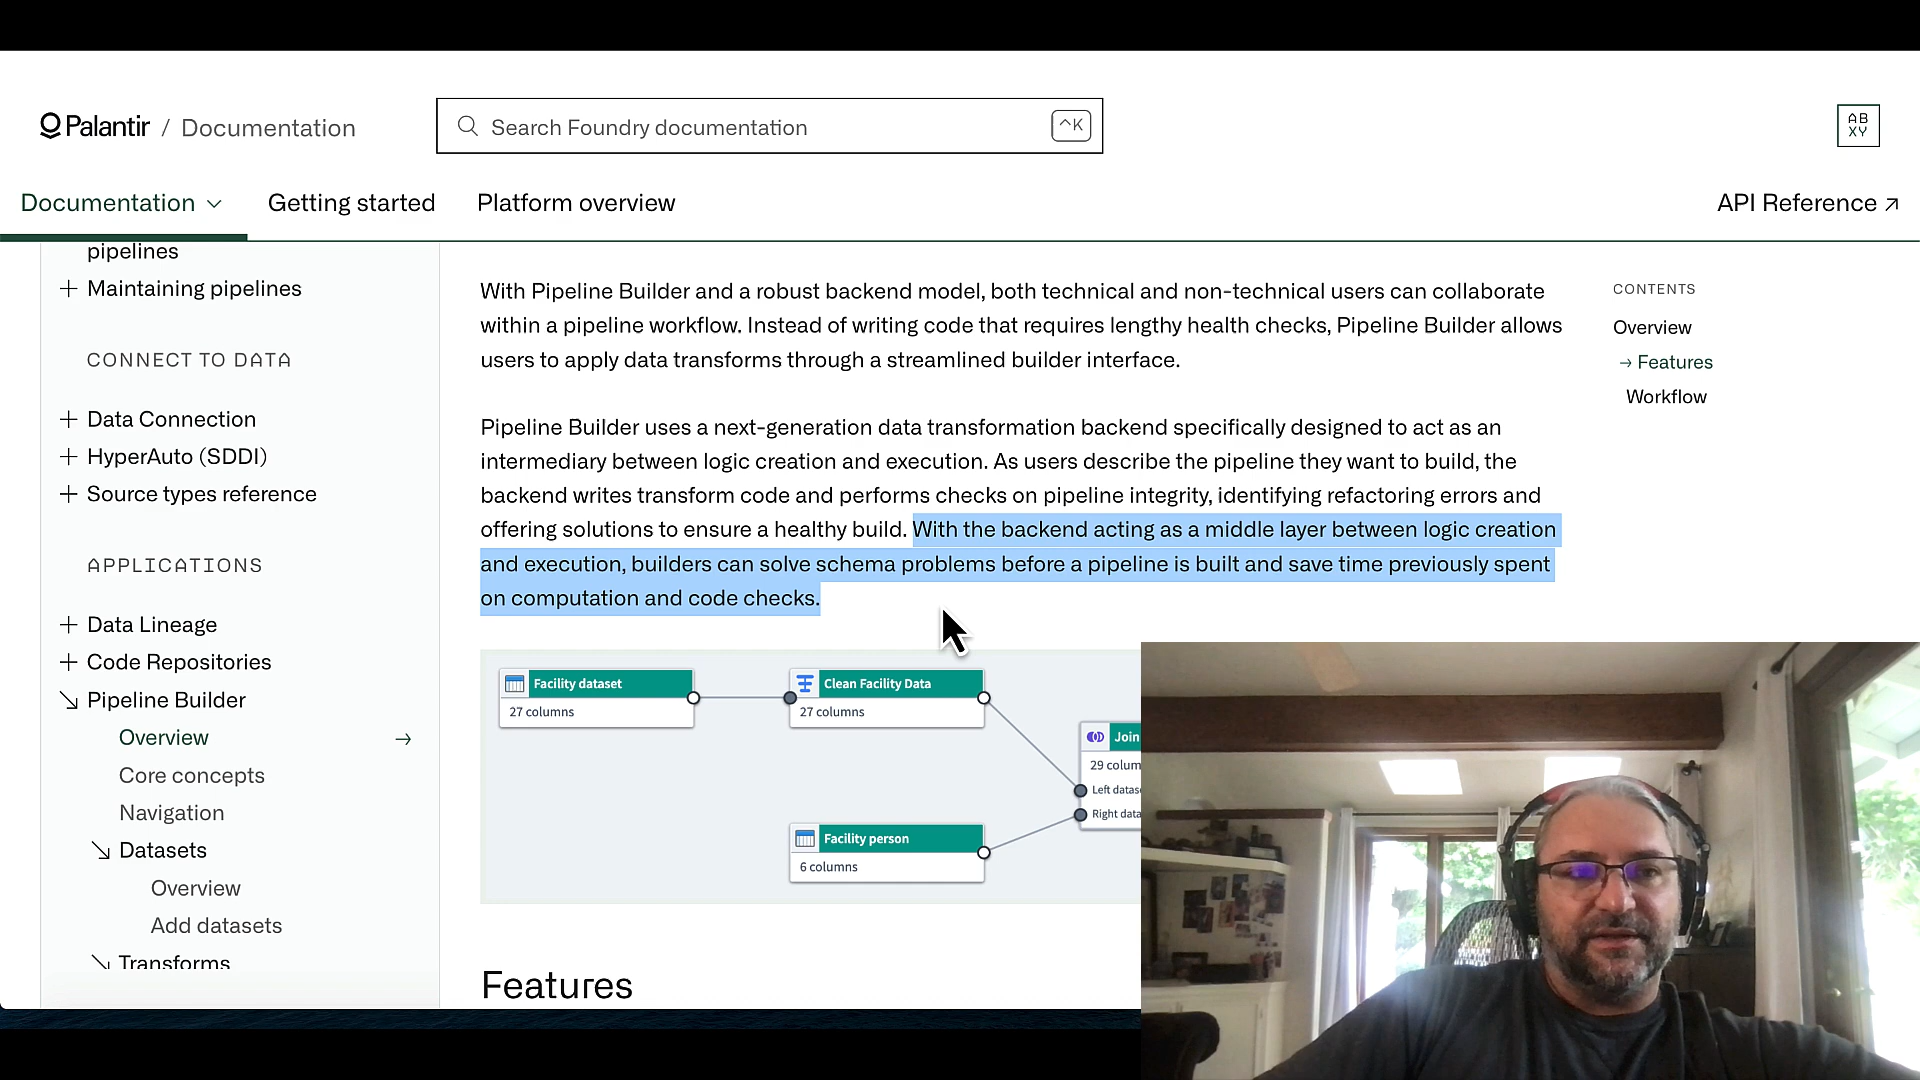 Palantir / Documentation
Search Foundry documentation
^K
AB
XY
Documentation
Getting started
Platform overview
API Reference
pipelines
Maintaining pipelines
CONNECT TO DATA
Data Connection
HyperAuto (SDDI)
Source types reference
APPLICATIONS
Data Lineage
Code Repositories
Pipeline Builder
Overview
Core concepts
Navigation
Datasets
Overview
Add datasets
Transforms
With Pipeline Builder and a robust backend model, both technical and non-technical users can collaborate
within a pipeline workflow. Instead of writing code that requires lengthy health checks, Pipeline Builder allows
users to apply data transforms through a streamlined builder interface.
Pipeline Builder uses a next-generation data transformation backend specifically designed to act as an
intermediary between logic creation and execution. As users describe the pipeline they want to build, the
backend writes transform code and performs checks on pipeline integrity, identifying refactoring errors and
offering solutions to ensure a healthy build. With the backend acting as a middle layer between logic creation
and execution, builders can solve schema problems before a pipeline is built and save time previously spent
on computation and code checks.
Facility dataset
27 columns
Clean Facility Data
27 columns
Join
29 colum
Left datas
Right data
Facility person
6 columns
Features
CONTENTS
Overview
Features
Workflow